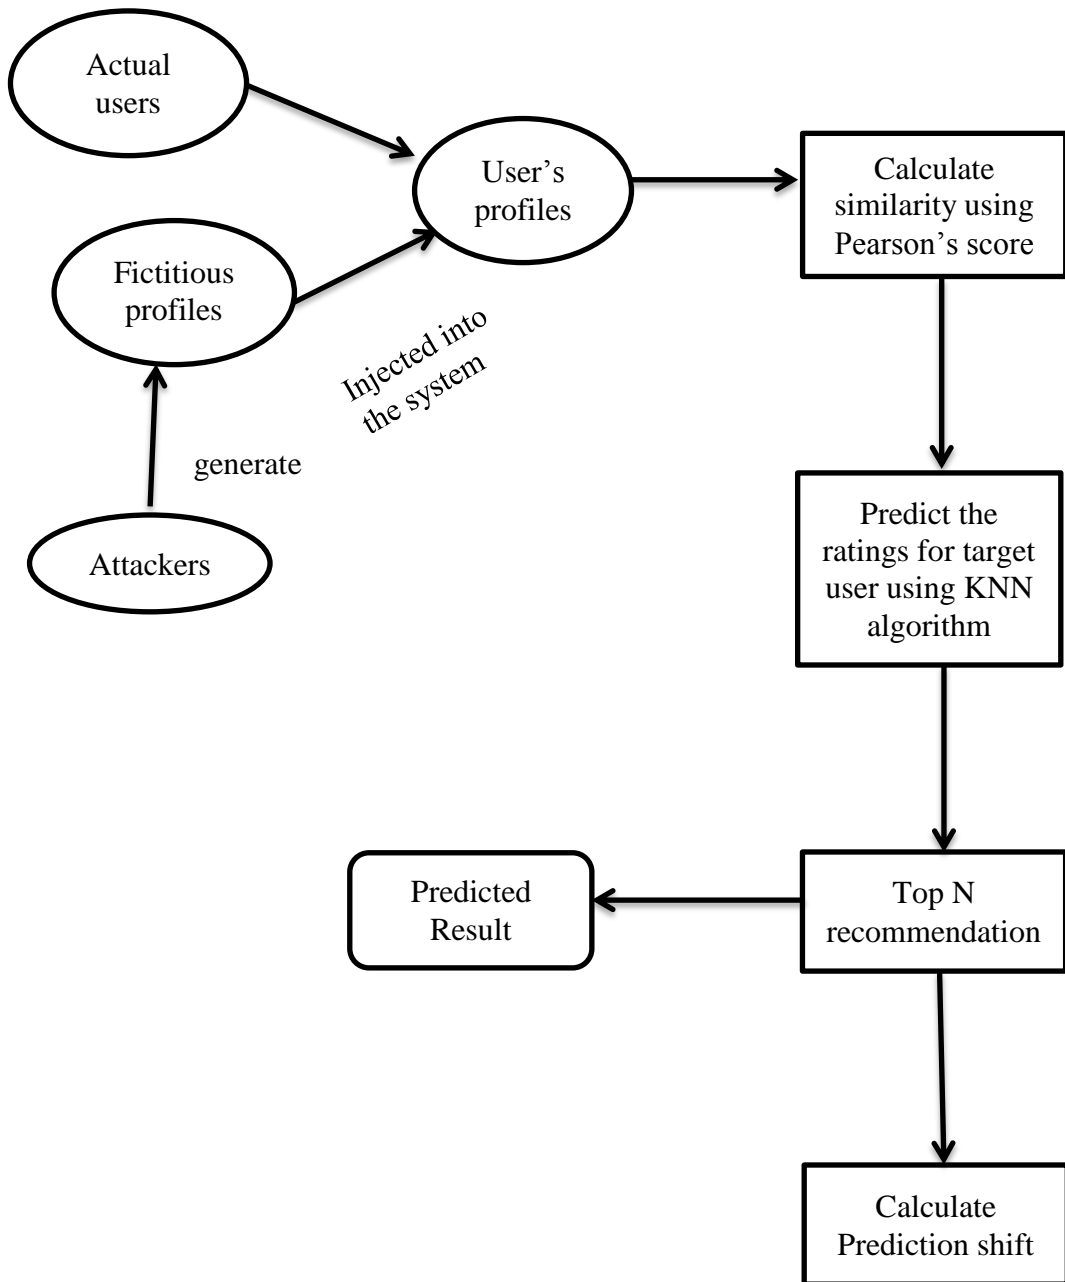 Actual
users
User's
profiles
Calculate
similarity using
Pearson's score
Fictitious
profiles
Injected into
the system
generate
Attackers
Predict the
ratings for target
user using KNN
algorithm
Predicted
Result
Top N
recommendation
Calculate
Prediction shift